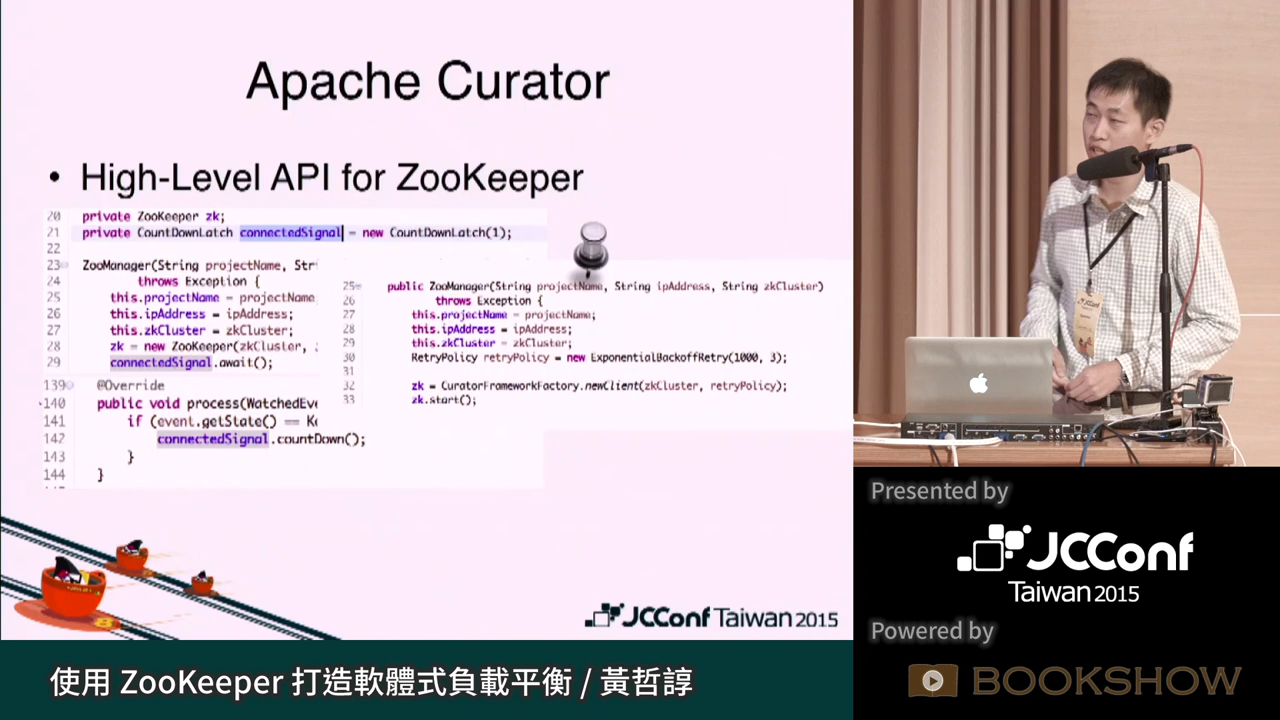 Apache Curator
• High-Level API for ZooKeeper
20 private ZooKeeper zk;
21 private CountDownLatch connectedSignal = new CountDownLatch(1);
22
23 ZooManager(String projectName, Stri
24 throws Exception {
25 this.projectName = projectName
26 this.ipAddress = ipAddress;
27 this.zkCluster = zkCluster;
28 zk = new ZooKeeper(zkCluster,
29 connectedSignal.await();
139 @Override
140 public void process(WatchedEve
141 if (event.getState() == Ke
142 connectedSignal.countDown();
143 }
144 }
25 public ZooManager(String projectName, String ipAddress, String zkCluster)
26 throws Exception {
27 this.projectName = projectName;
28 this.ipAddress = ipAddress;
29 this.zkCluster = zkCluster;
30 RetryPolicy retryPolicy = new ExponentialBackoffRetry(1000, 3);
31
32 zk = CuratorFrameworkFactory.newClient(zkCluster, retryPolicy);
33 zk.start();
JCConf Taiwan 2015
使用 ZooKeeper 打造軟體式負載平衡 / 黃哲諄
Presented by
JCConf
Taiwan 2015
Powered by
BOOKSHOW